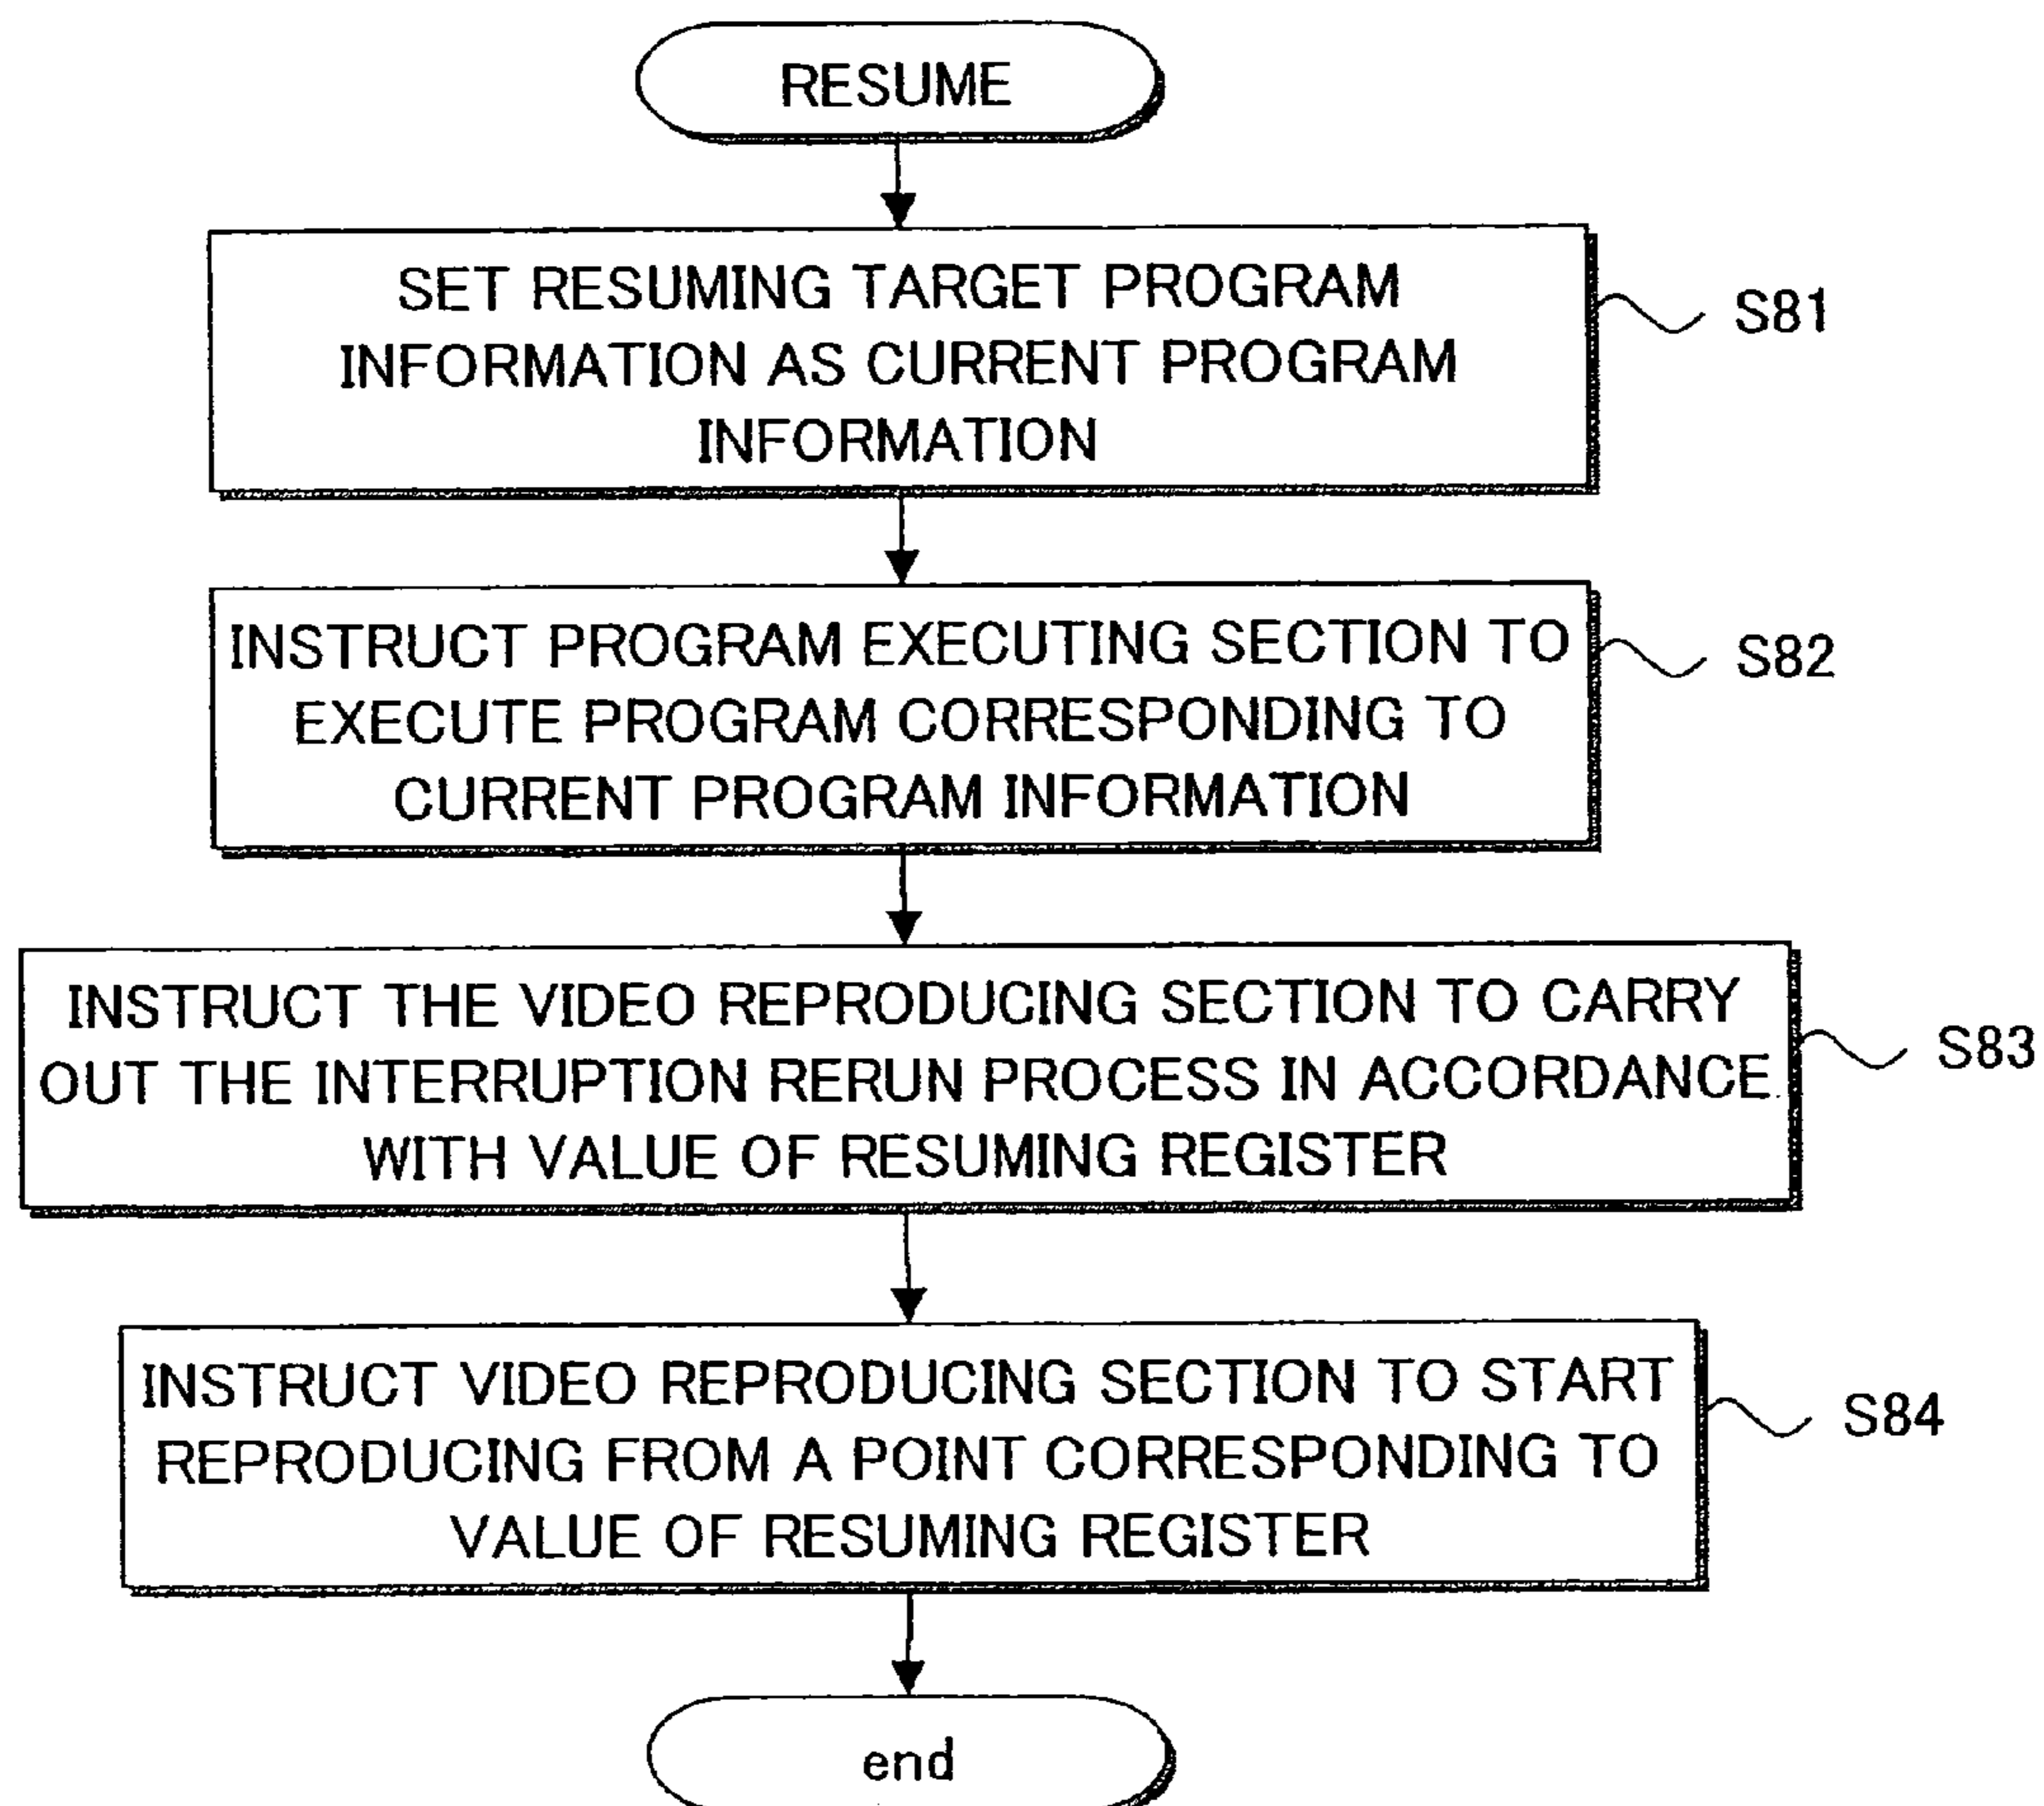 RESUME
SET RESUMING TARGET PROGRAM
INFORMATION AS CURRENT PROGRAM
INFORMATION
S81
INSTRUCT PROGRAM EXECUTING SECTION TO
EXECUTE PROGRAM CORRESPONDING TO
CURRENT PROGRAM INFORMATION
S82
INSTRUCT THE VIDEO REPRODUCING SECTION TO CARRY
OUT THE INTERRUPTION RERUN PROCESS IN ACCORDANCE
WITH VALUE OF RESUMING REGISTER
S83
INSTRUCT VIDEO REPRODUCING SECTION TO START
REPRODUCING FROM A POINT CORRESPONDING TO
VALUE OF RESUMING REGISTER
S84
end